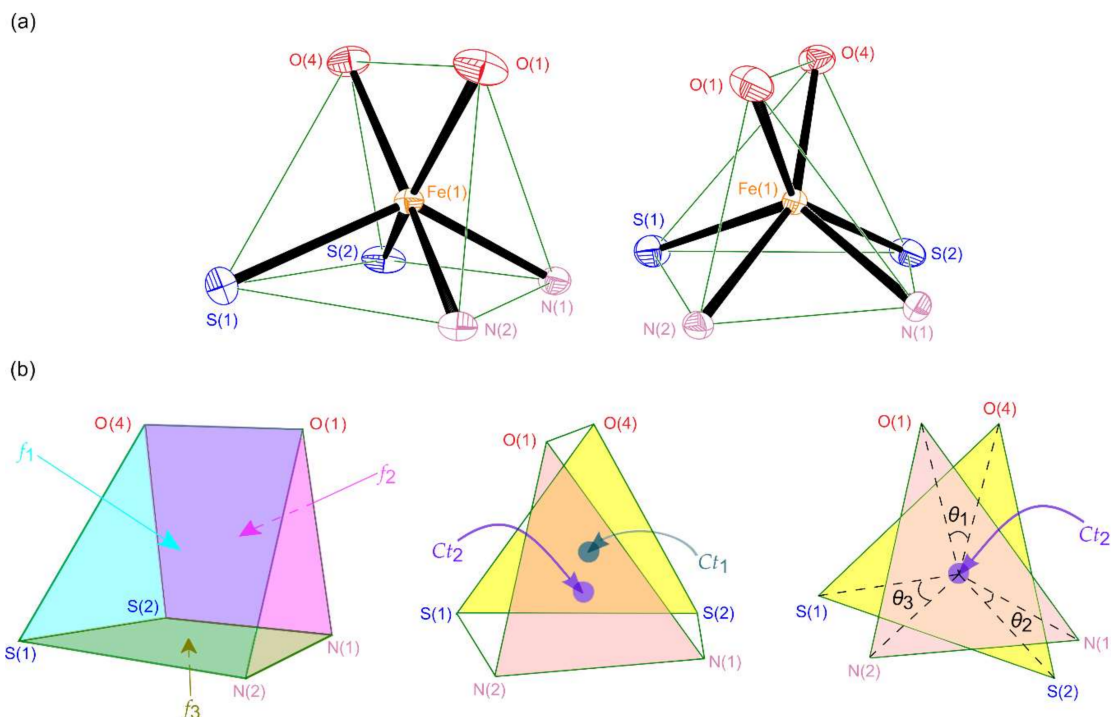 (a)
O(4)
O(1)
Fe(1)
S(2)
S(1)
N(2)
N(1)
O(4)
O(1)
Fe(1)
S(1)
S(2)
N(2)
N(1)
(b)
O(4)
O(1)
f1
f2
S(2)
S(1)
N(1)
N(2)
f3
O(4)
O(1)
Ct2
Ct1
S(1)
S(2)
N(1)
N(2)
O(1)
O(4)
θ1
Ct2
S(1)
θ3
θ2
N(1
N(2)
S(2)